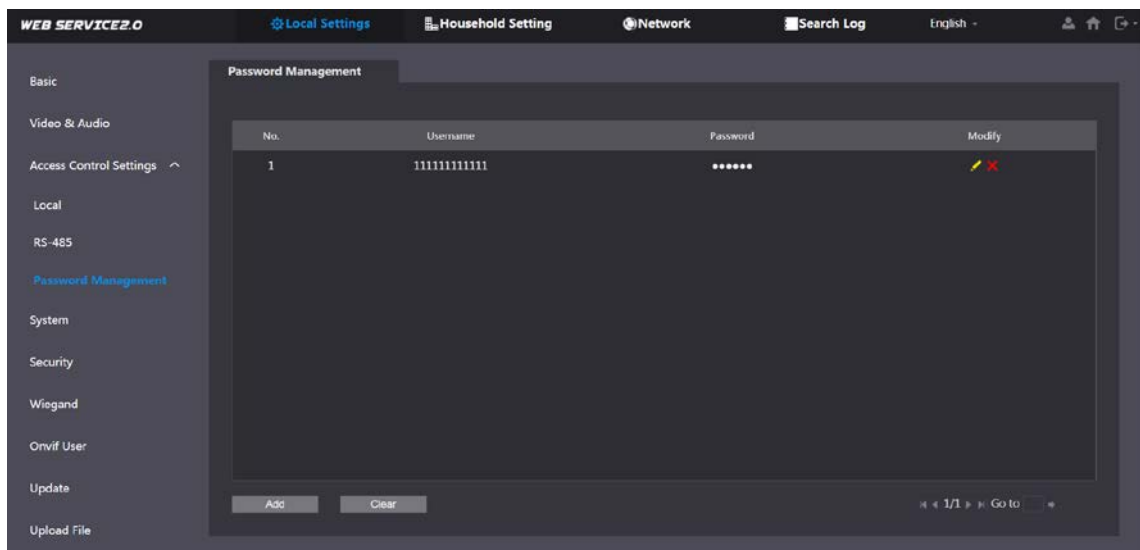 WEB SERVICE2.0 Local Settings Household Setting Network Search Log English
Basic
Video & Audio
Access Control Settings
Local
RS-485
Password Management
System
Security
Wiegand
Onvif User
Update
Upload File
Password Management
No. Username Password Modify
1 111111111111 ••••••
Add Clear 1/1 Go to